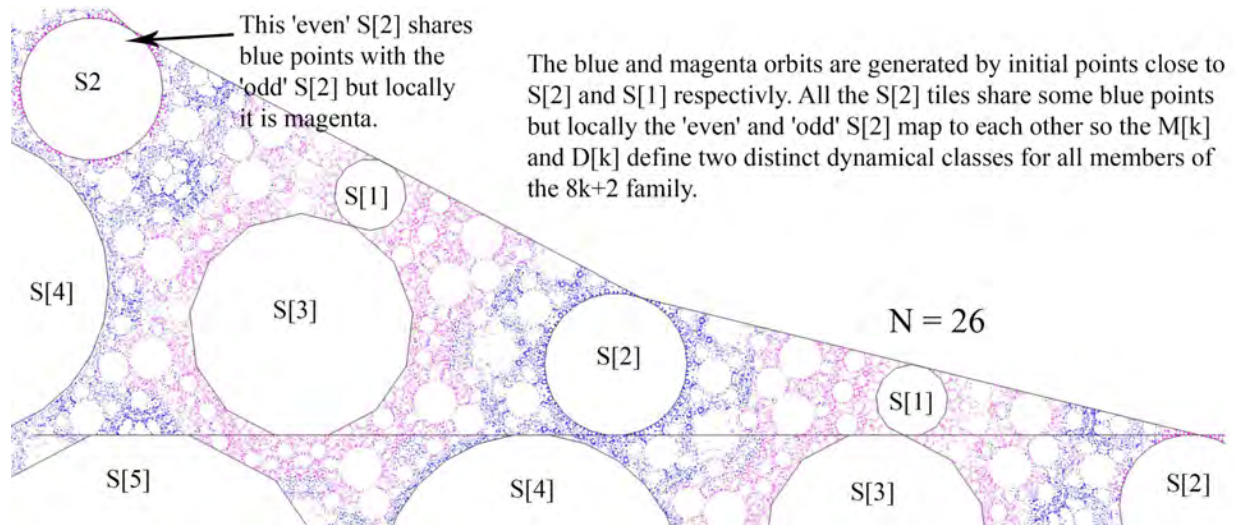 This 'even' S[2] shares
blue points with the
'odd' S[2] but locally
it is magenta.
The blue and magenta orbits are generated by initial points close to
S[2] and S[1] respectivly. All the S[2] tiles share some blue points
but locally the 'even' and 'odd' S[2] map to each other so the M[k]
and D[k] define two distinct dynamical classes for all members of
the 8k+2 family.
S2
S[1]
S[4]
S[3]
N = 26
S[2]
S[1]
S[5]
S[4]
S[3]
S[2]